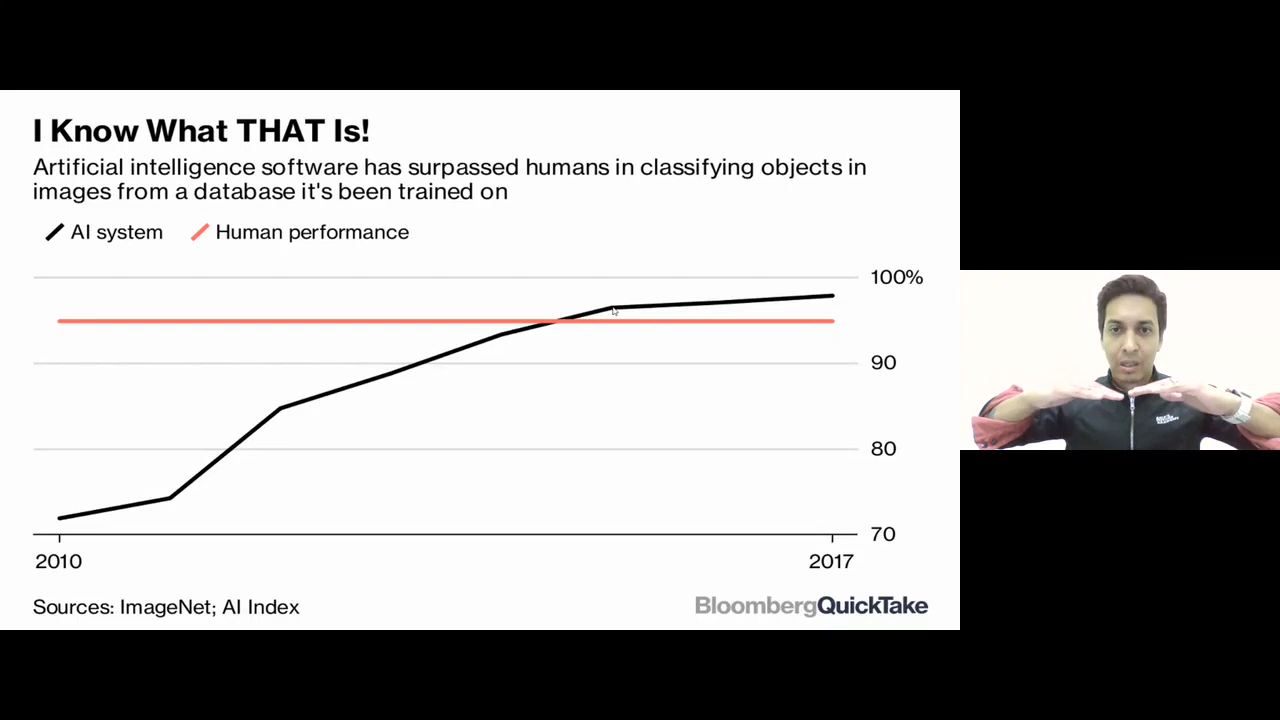 I Know What THAT Is!
Artificial intelligence software has surpassed humans in classifying objects in
images from a database it's been trained on
AI system Human performance
100%
90
80
70
2010 2017
Sources: ImageNet; AI Index
BloombergQuickTake